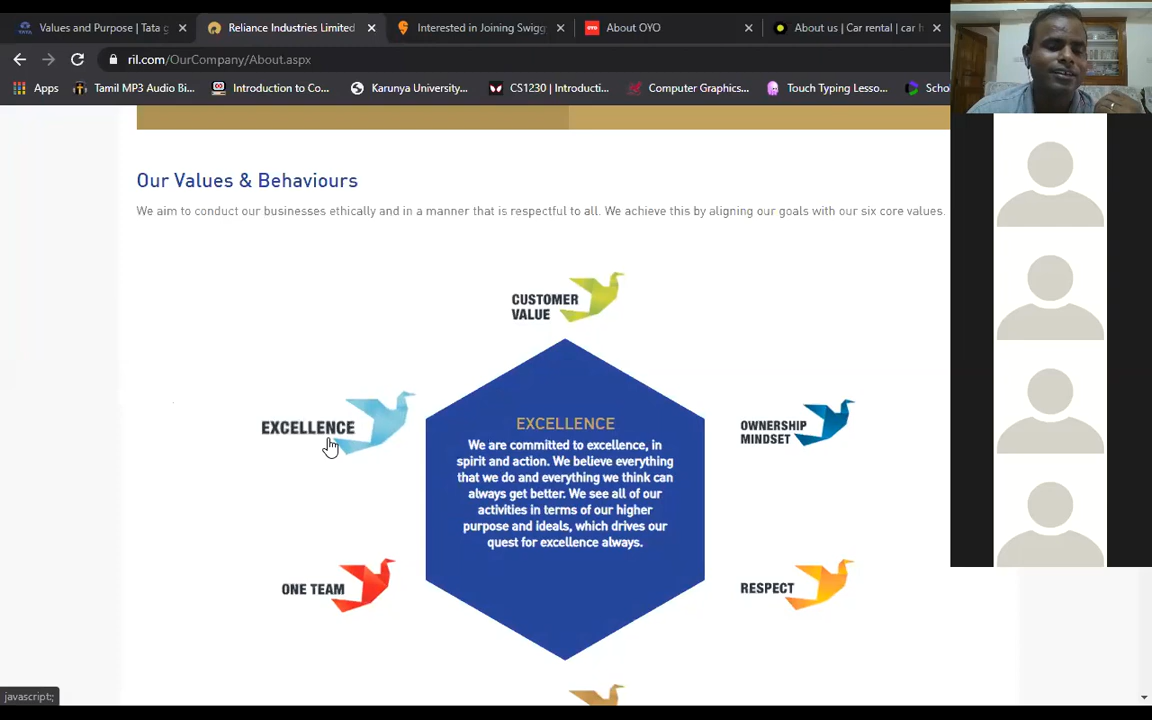 Values and Purpose | Tata g
Reliance Industries Limited
Interested in Joining Swigg
OYO
About OYO
About us | Car rental | car h
ril.com/OurCompany/About.aspx
Apps
Tamil MP3 Audio Bi...
Introduction to Co...
Karunya University,...
CS1230 | Introducti...
Computer Graphics...
Touch Typing Lesso...
Scho
Our Values & Behaviours
We aim to conduct our businesses ethically and in a manner that is respectful to all. We achieve this by aligning our goals with our six core values.
CUSTOMER
VALUE
EXCELLENCE
EXCELLENCE
We are committed to excellence, in
spirit and action. We believe everything
that we do and everything we think can
always get better. We see all of our
activities in terms of our higher
purpose and ideals, which drives our
quest for excellence always.
OWNERSHIP
MINDSET
ONE TEAM
RESPECT
javascript:;